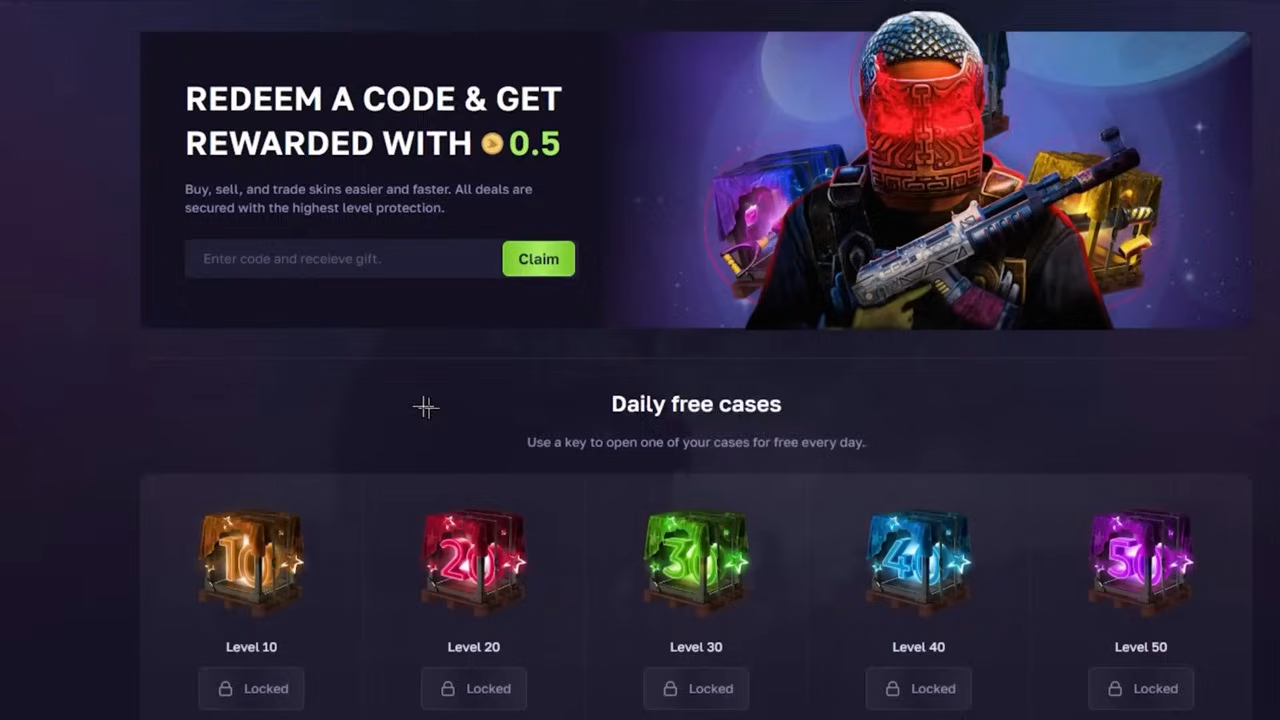 REDEEM A CODE & GET
REWARDED WITH 0.5
Buy, sell, and trade skins easier and faster. All deals are
secured with the highest level protection.
Enter code and receieve gift.
Claim
Daily free cases
Use a key to open one of your cases for free every day.
10
20
30
40
50
Level 10
Level 20
Level 30
Level 40
Level 50
Locked
Locked
Locked
Locked
Locked